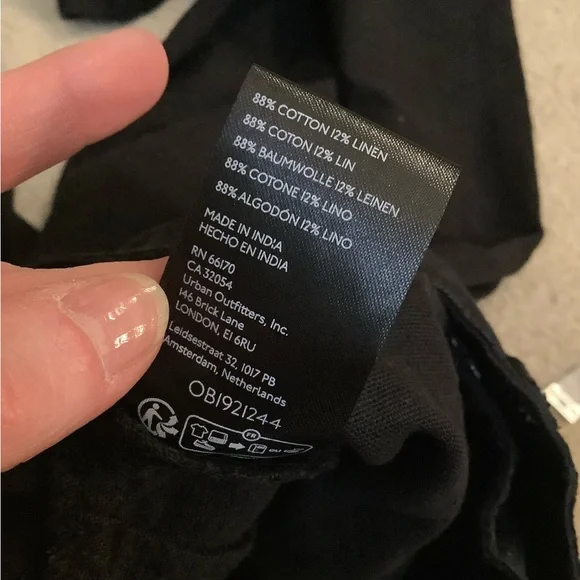 88% COTTON 12% LINEN
88% COTON 12% LIN
88% BAUMWOLLE 12% LEINEN
88% COTONE 12% LINO
88% ALGODÓN 12% LINO
MADE IN INDIA
HECHO EN INDIA
RN 66170
CA 32054
Urban Outfitters, Inc.
146 Brick Lane
LONDON, E1 6RU
Leidsestraat 32, 1017 PB
Amsterdam, Netherlands
OB1921244
FR
OU